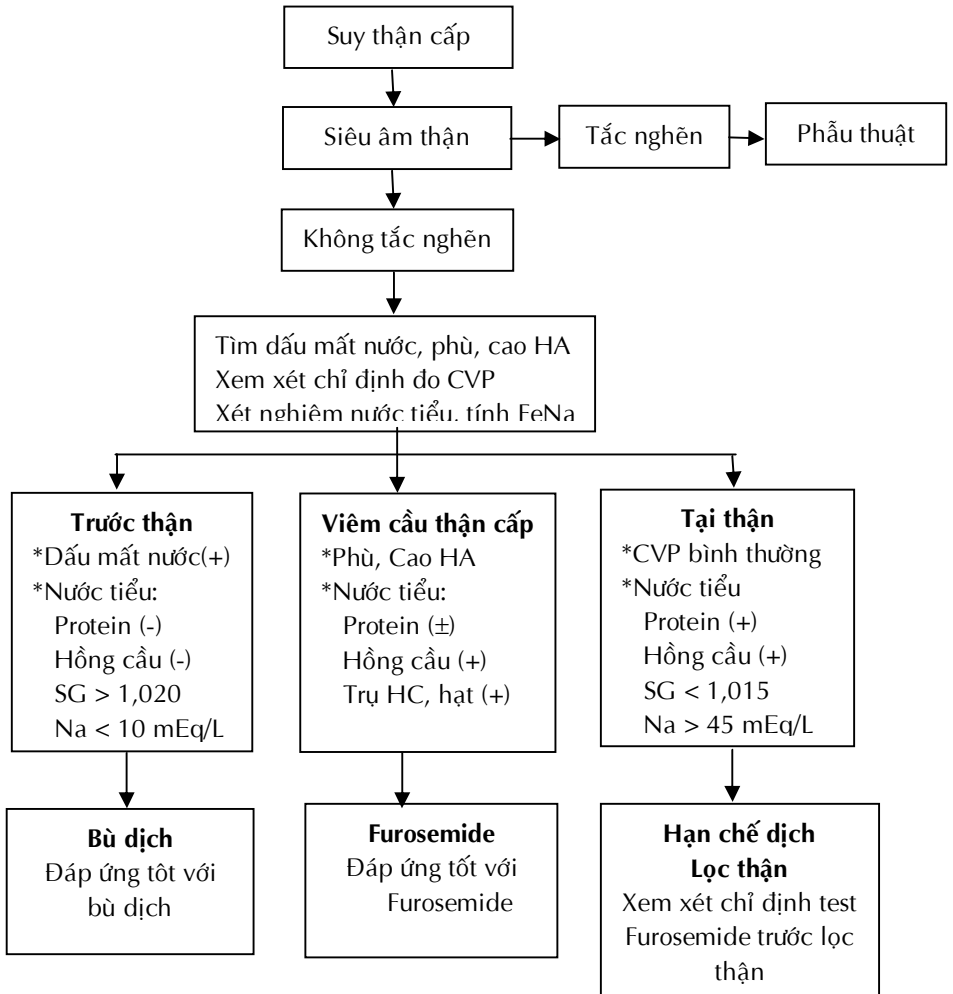 Suy thận cấp
Siêu âm thận
Tắc nghẽn
Phẫu thuật
Không tắc nghẽn
Tìm dấu mất nước, phù, cao HA
Xem xét chỉ định đo CVP
Xét nghiệm nước tiểu, tính FeNa
Trước thận
*Dấu mất nước(+)
*Nước tiểu:
Protein (-)
Hồng cầu (-)
SG > 1,020
Na < 10 mEq/L
Viêm cầu thận cấp
*Phù, Cao HA
*Nước tiểu:
Protein (±)
Hồng cầu (+)
Trụ HC, hạt (+)
Tại thận
*CVP bình thường
*Nước tiểu
Protein (+)
Hồng cầu (+)
SG < 1,015
Na > 45 mEq/L
Bù dịch
Đáp ứng tôt với
bù dịch
Furosemide
Đáp ứng tốt với
Furosemide
Hạn chế dịch
Lọc thận
Xem xét chỉ định test
Furosemide trước lọc
thận